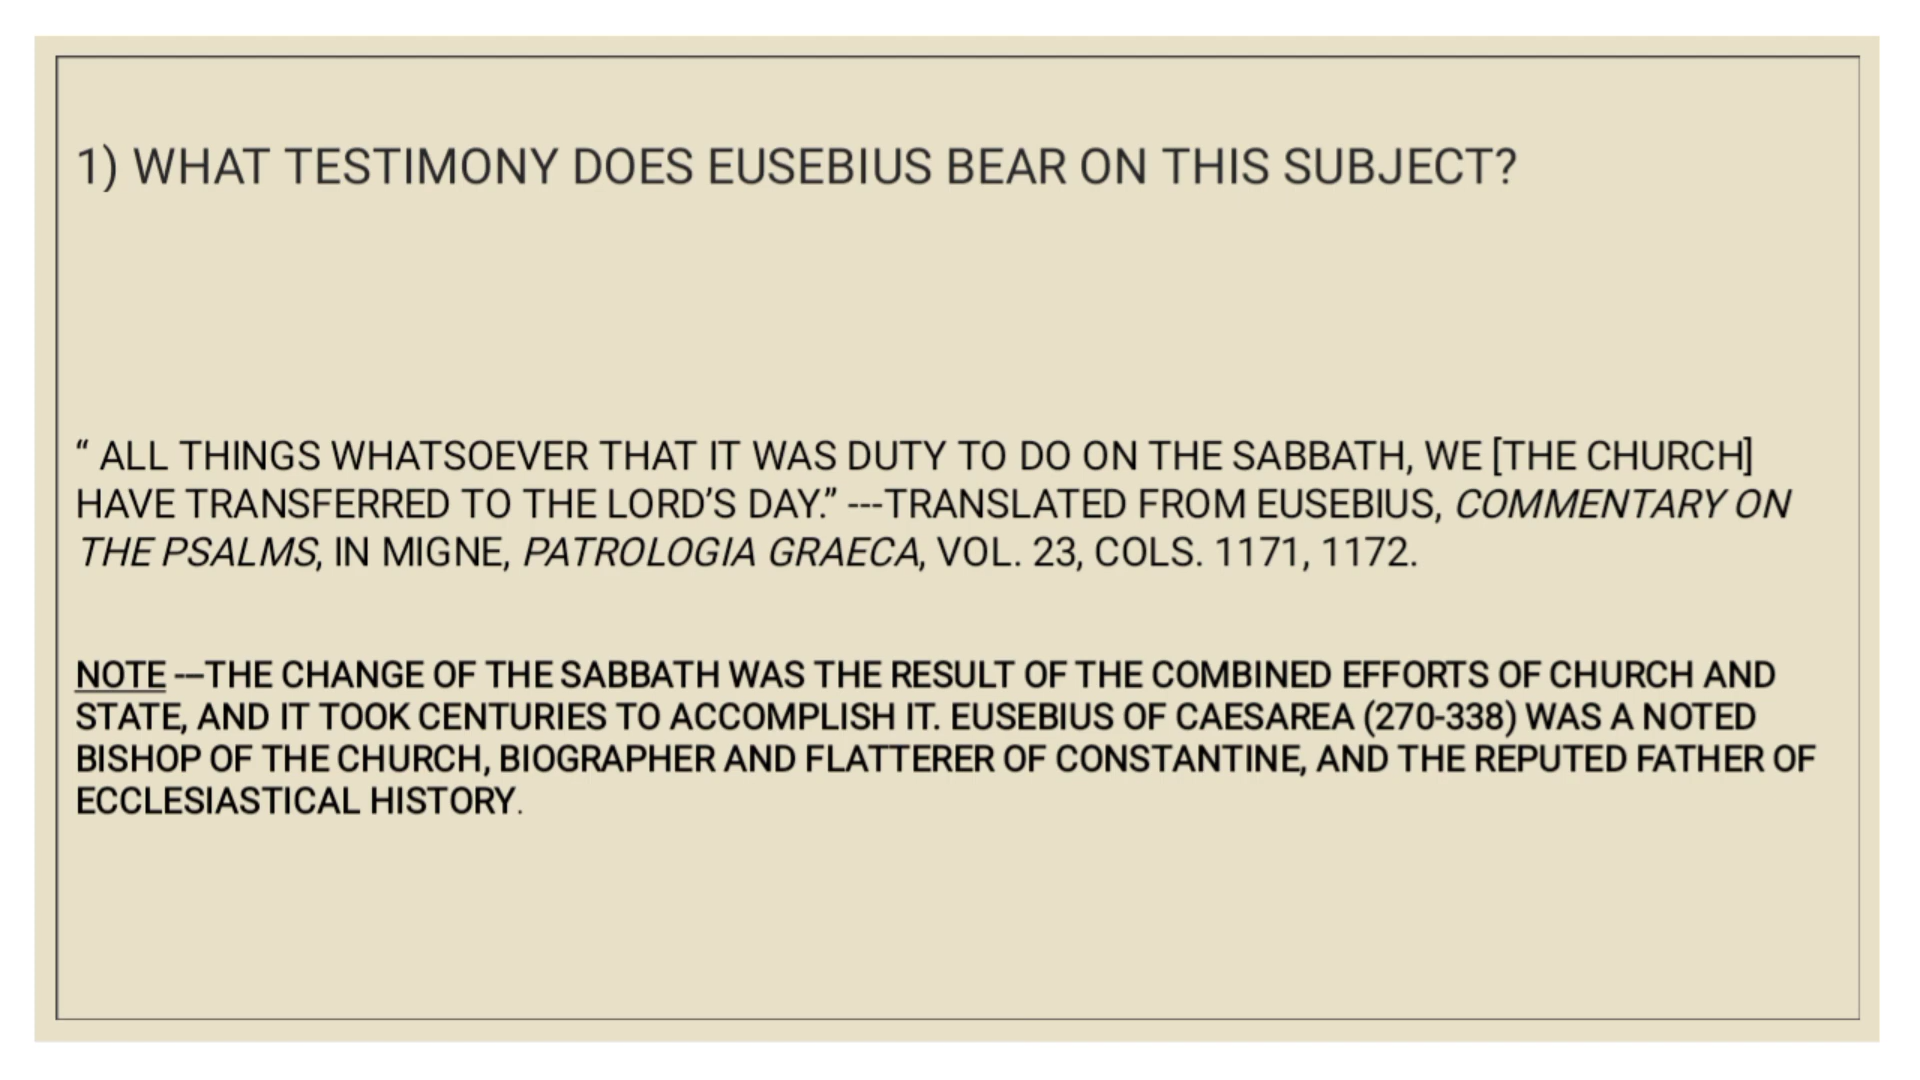 1) WHAT TESTIMONY DOES EUSEBIUS BEAR ON THIS SUBJECT?
“ ALL THINGS WHATSOEVER THAT IT WAS DUTY TO DO ON THE SABBATH, WE [THE CHURCH]
HAVE TRANSFERRED TO THE LORD’S DAY.” ---TRANSLATED FROM EUSEBIUS, COMMENTARY ON
THE PSALMS, IN MIGNE, PATROLOGIA GRAECA, VOL. 23, COLS. 1171, 1172.
NOTE ---THE CHANGE OF THE SABBATH WAS THE RESULT OF THE COMBINED EFFORTS OF CHURCH AND
STATE, AND IT TOOK CENTURIES TO ACCOMPLISH IT. EUSEBIUS OF CAESAREA (270-338) WAS A NOTED
BISHOP OF THE CHURCH, BIOGRAPHER AND FLATTERER OF CONSTANTINE, AND THE REPUTED FATHER OF
ECCLESIASTICAL HISTORY.